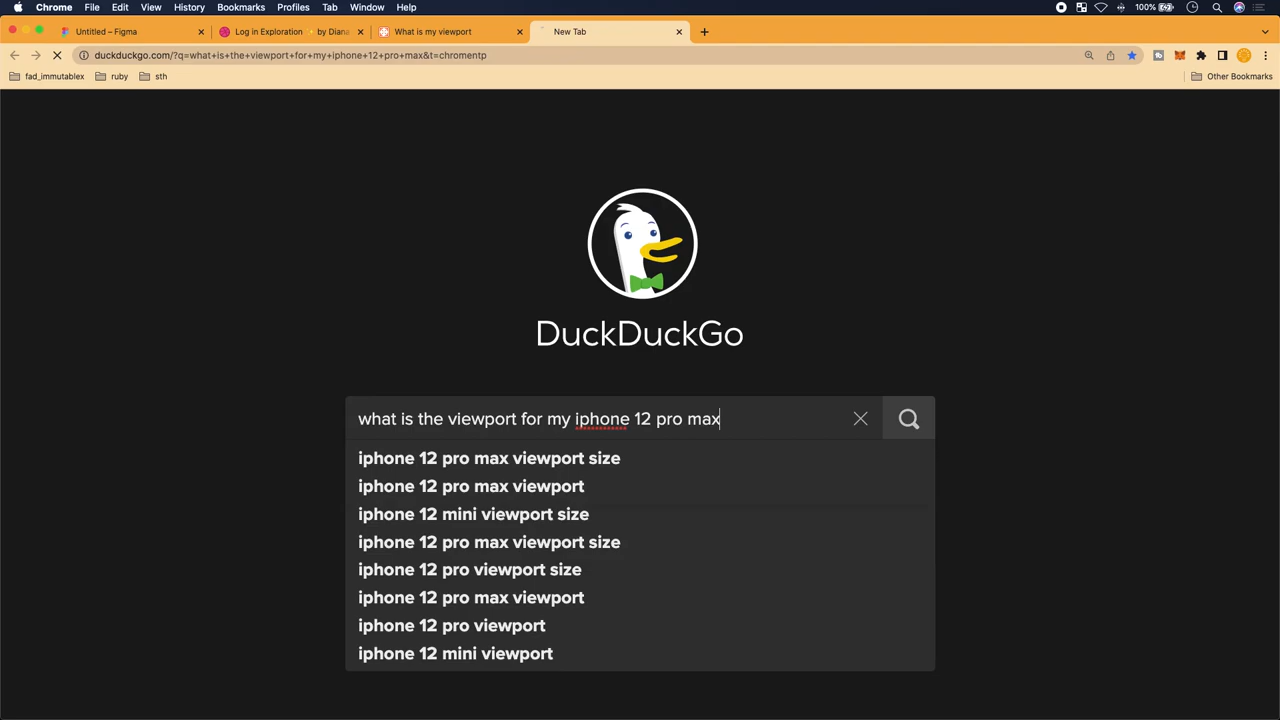 Chrome File Edit View History Bookmarks Profiles Tab Window Help 100%
Untitled – Figma Log in Exploration by Diana What is my viewport New Tab
duckduckgo.com/?q=what+is+the+viewport+for+my+iphone+12+pro+max&t=chromentp
fad_immutablex ruby sth Other Bookmarks
DuckDuckGo
what is the viewport for my iphone 12 pro max
iphone 12 pro max viewport size
iphone 12 pro max viewport
iphone 12 mini viewport size
iphone 12 pro max viewport size
iphone 12 pro viewport size
iphone 12 pro max viewport
iphone 12 pro viewport
iphone 12 mini viewport